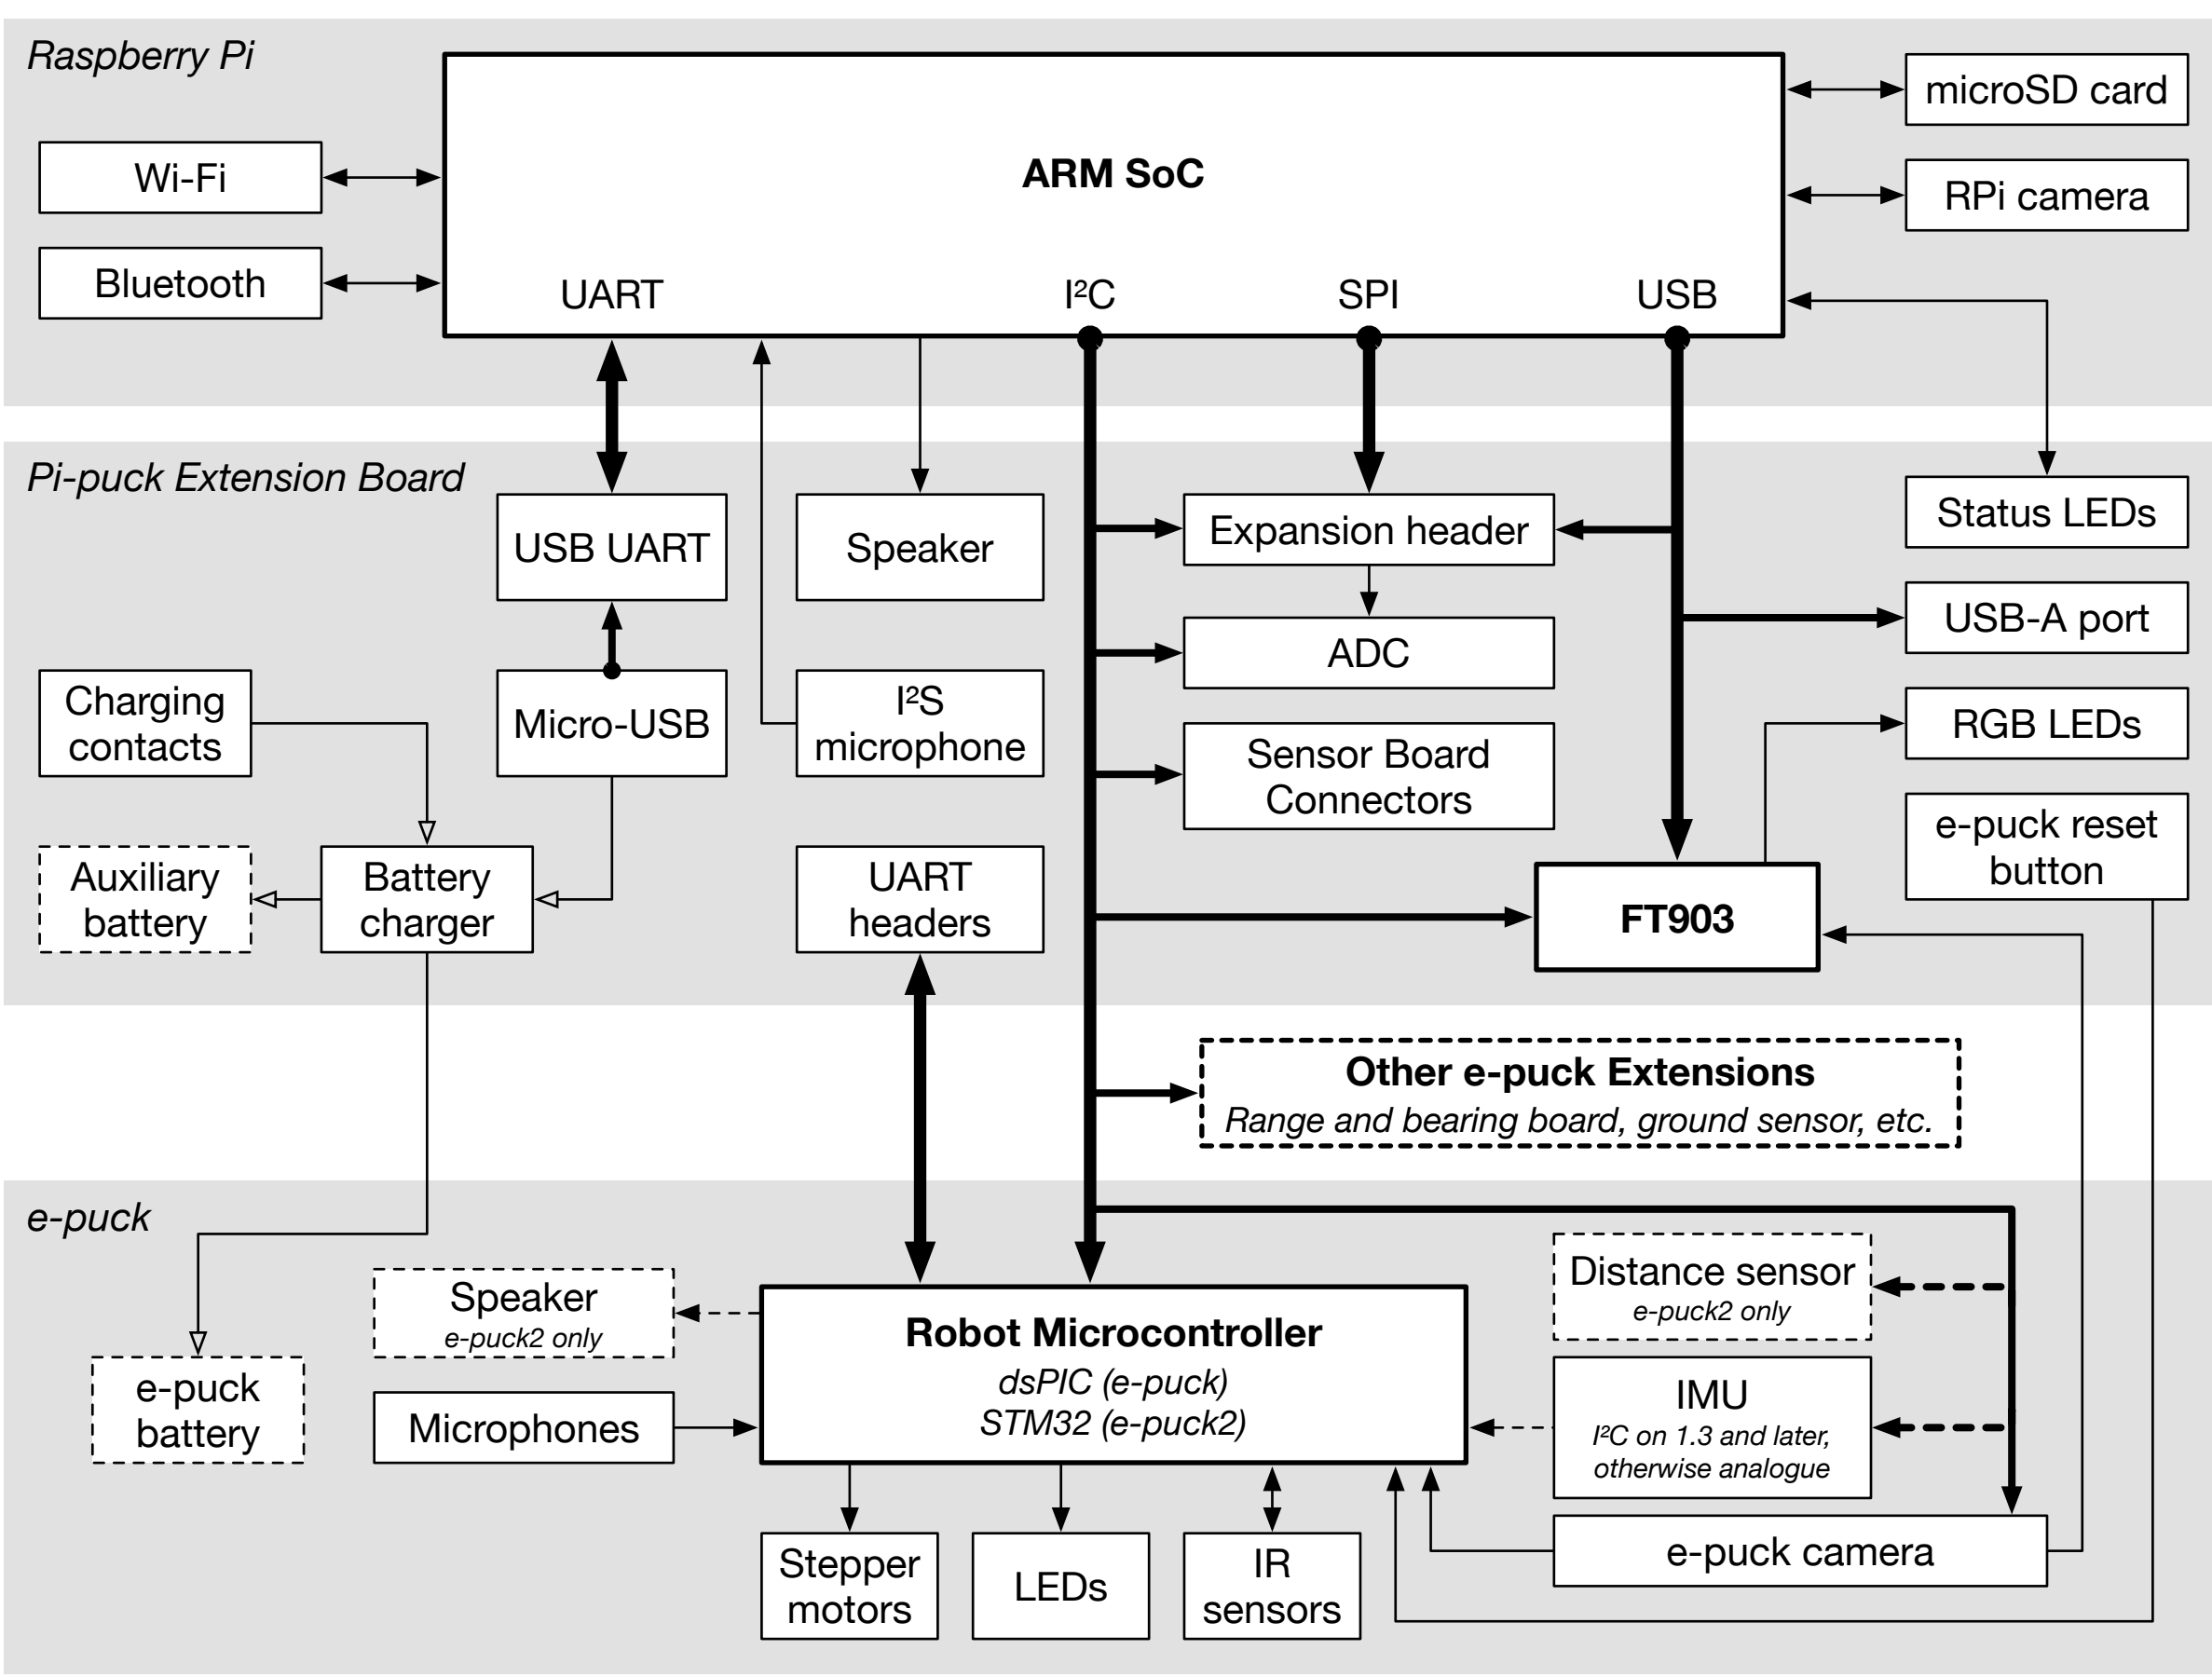 Raspberry Pi
ARM SoC
microSD card
Wi-Fi
RPi camera
Bluetooth
UART
I²C
SPI
USB
Pi-puck Extension Board
USB UART
Speaker
Expansion header
Status LEDs
USB-A port
ADC
Charging
contacts
Micro-USB
I²S
microphone
Sensor Board
Connectors
RGB LEDs
e-puck reset
button
Auxiliary
battery
Battery
charger
UART
headers
FT903
Other e-puck Extensions
Range and bearing board, ground sensor, etc.
e-puck
Speaker
e-puck2 only
Robot Microcontroller
dsPIC (e-puck)
STM32 (e-puck2)
Distance sensor
e-puck2 only
e-puck
battery
Microphones
IMU
I²C on 1.3 and later,
otherwise analogue
Stepper
motors
LEDs
IR
sensors
e-puck camera